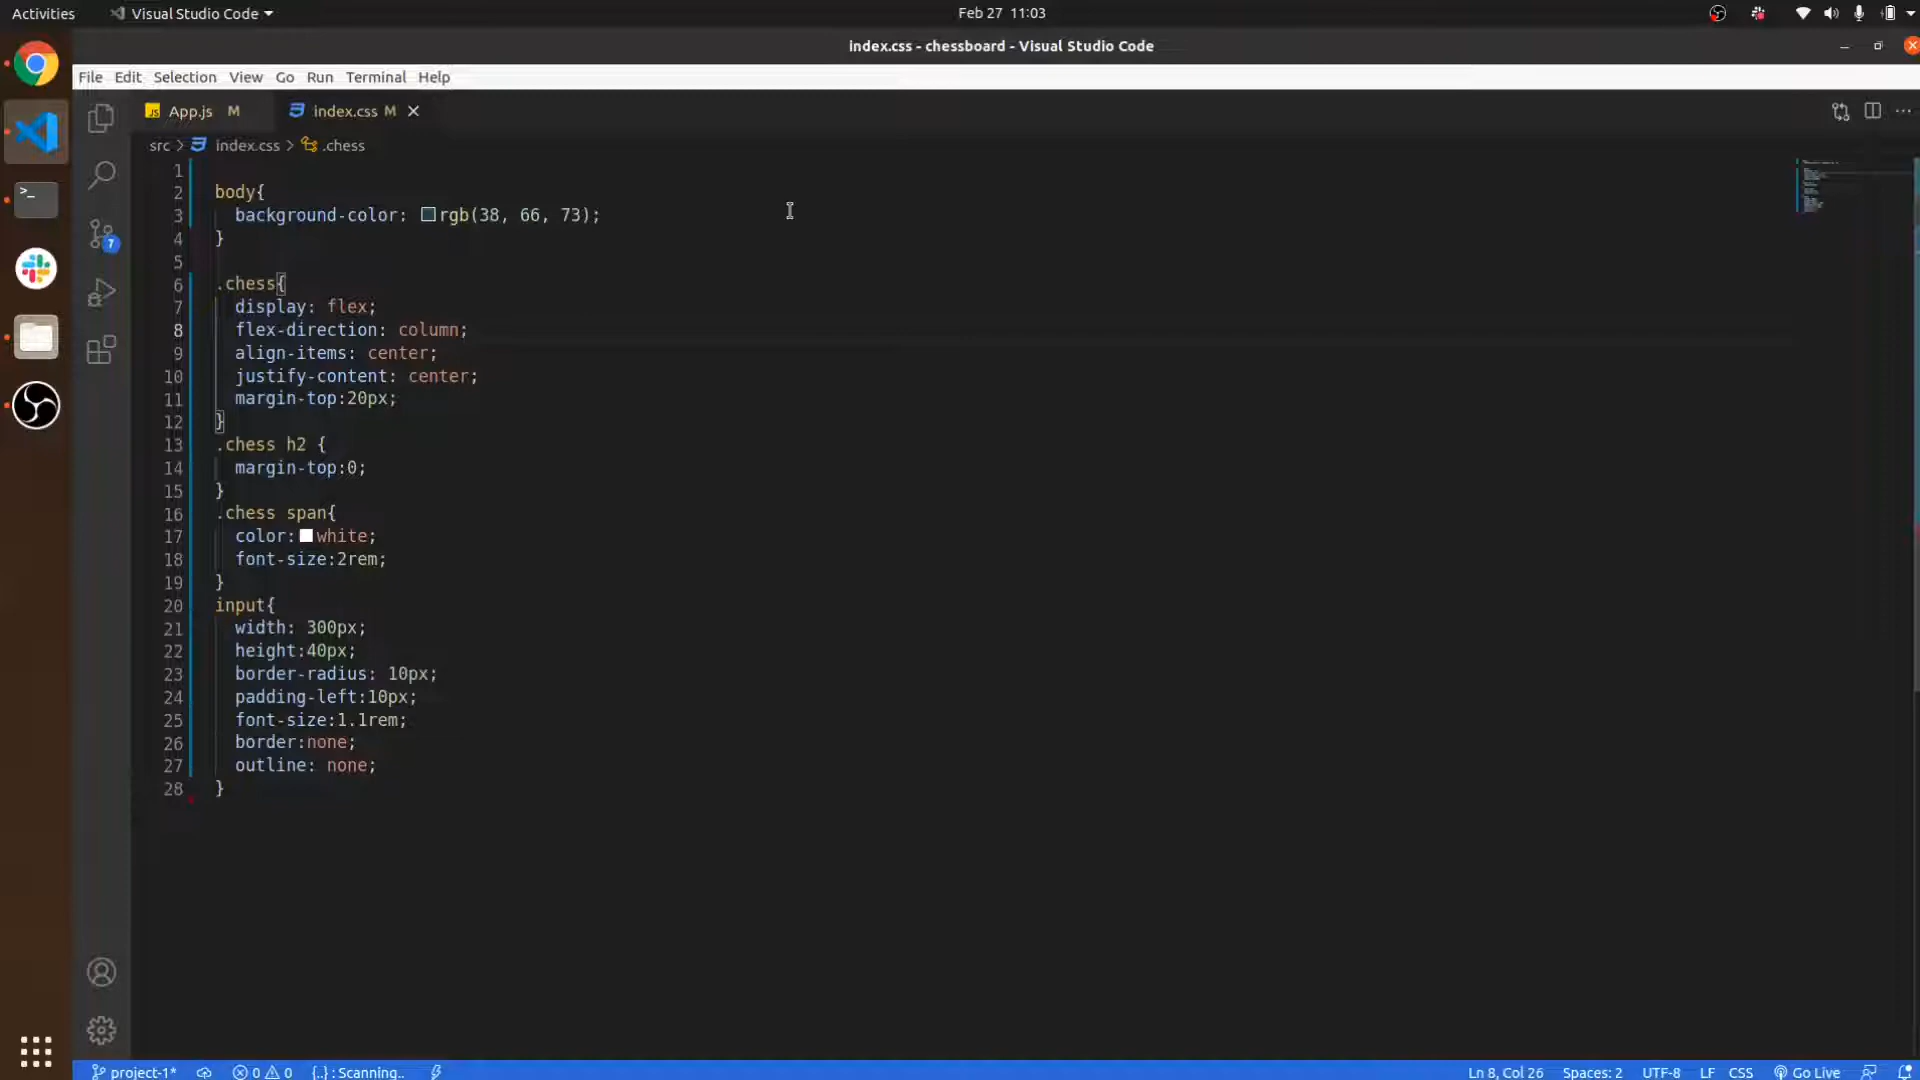 Activities Visual Studio Code Feb 27 11:03
index.css - chessboard - Visual Studio Code
File Edit Selection View Go Run Terminal Help
JS App.js M index.css M
src > index.css > .chess
1
2 body{
3 background-color: rgb(38, 66, 73);
4 }
5
6 .chess{
7 display: flex;
8 flex-direction: column;
9 align-items: center;
10 justify-content: center;
11 margin-top:20px;
12 }
13 .chess h2 {
14 margin-top:0;
15 }
16 .chess span{
17 color: white;
18 font-size:2rem;
19 }
20 input{
21 width: 300px;
22 height:40px;
23 border-radius: 10px;
24 padding-left:10px;
25 font-size:1.1rem;
26 border:none;
27 outline: none;
28 }
7
project-1* 0 0 {..} : Scanning.. Ln 8, Col 26 Spaces: 2 UTF-8 LF CSS Go Live